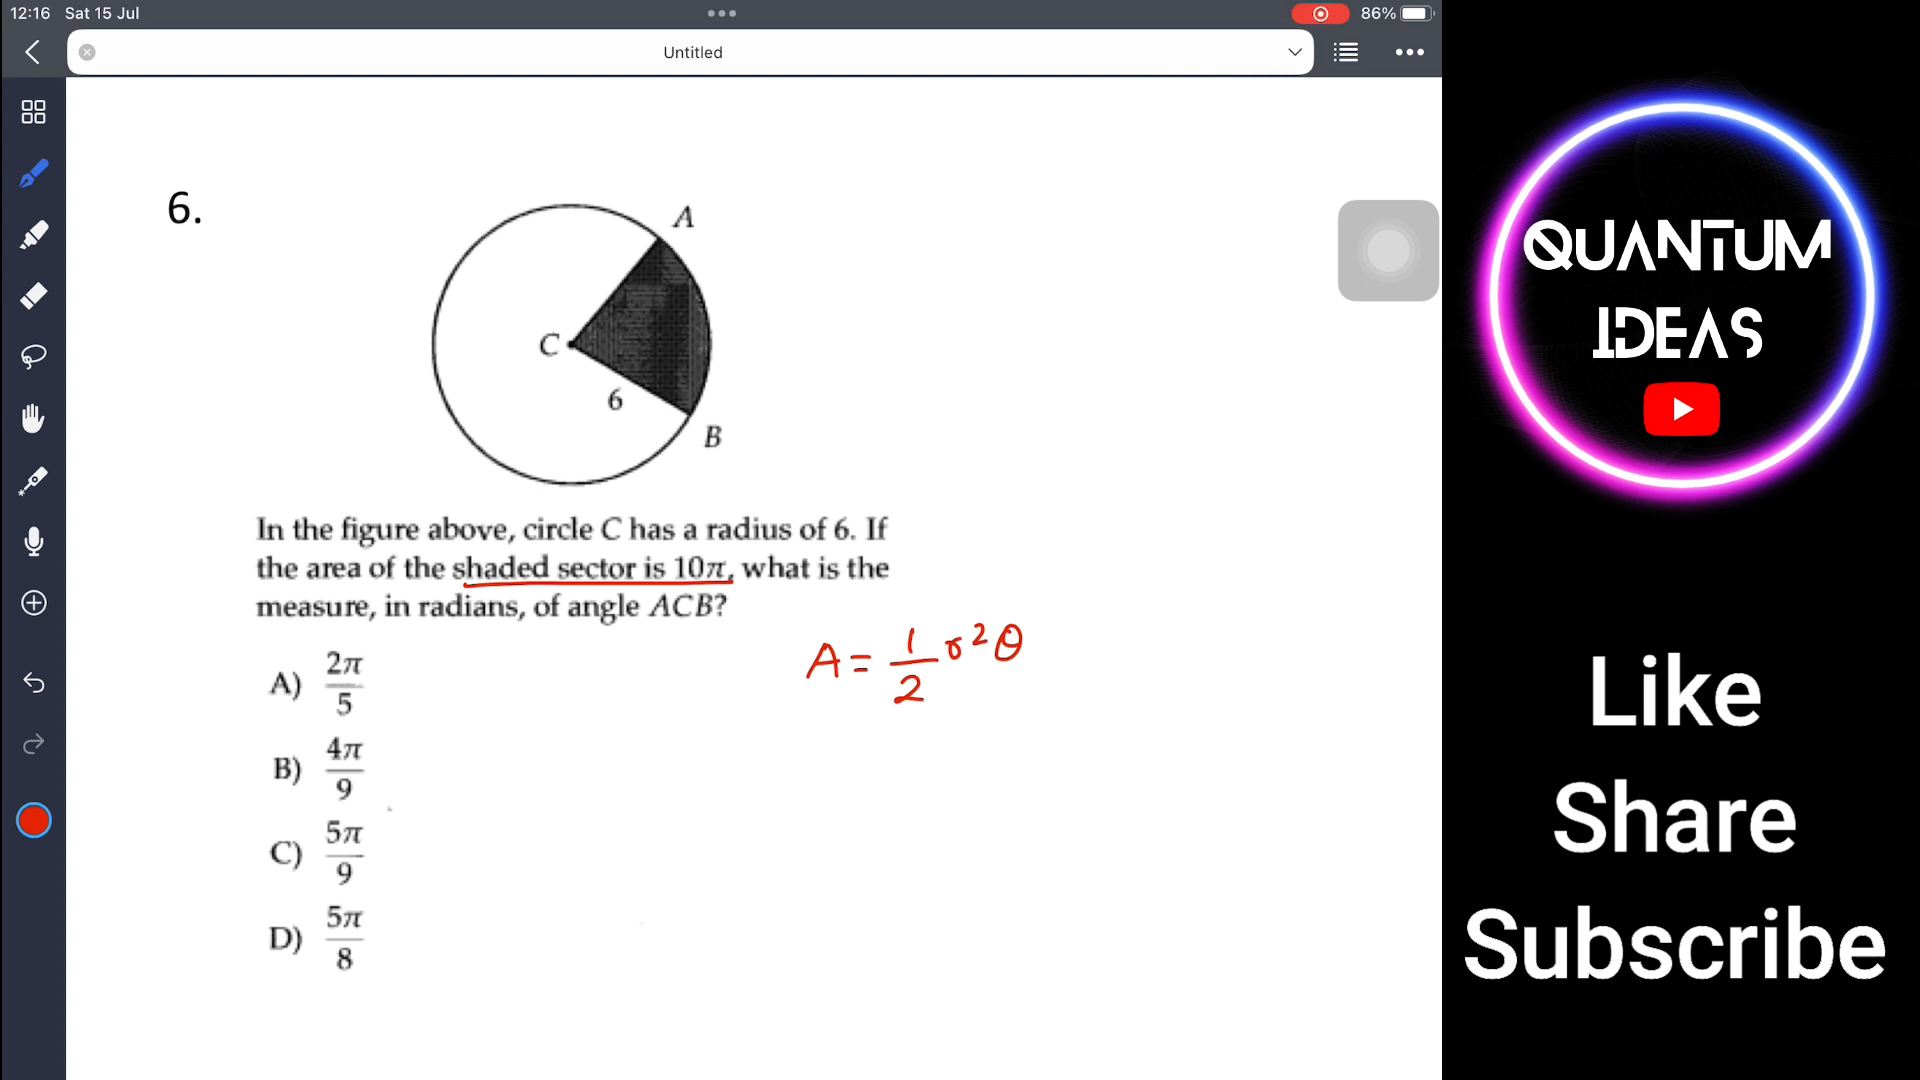 12:16 Sat 15 Jul
86%
Untitled
6.
A
C
6
B
In the figure above, circle C has a radius of 6. If
the area of the shaded sector is 10π, what is the
measure, in radians, of angle ACB?
A) 2π/5
B) 4π/9
C) 5π/9
D) 5π/8
A = 1/2 r²θ
QUANTUM
IDEAS
Like
Share
Subscribe